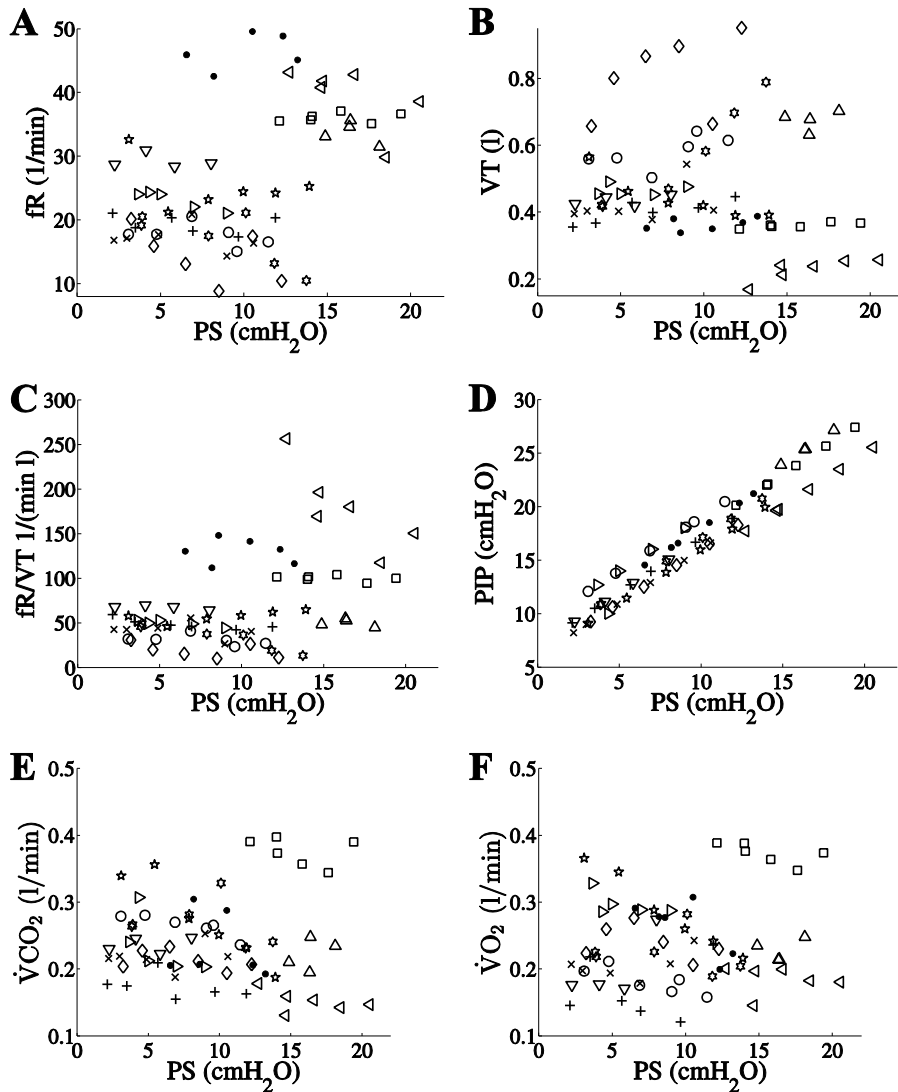 A
fR (1/min)
50
40
30
20
10
0 5 10 15 20
PS (cmH2O)
B
VT (l)
0.8
0.6
0.4
0.2
0 5 10 15 20
PS (cmH2O)
C
fR/VT 1/(min l)
300
250
200
150
100
50
0
0 5 10 15 20
PS (cmH2O)
D
PIP (cmH2O)
30
25
20
15
10
5
0 5 10 15 20
PS (cmH2O)
E
V̇CO2 (l/min)
0.5
0.4
0.3
0.2
0.1
0 5 10 15 20
PS (cmH2O)
F
V̇O2 (l/min)
0.5
0.4
0.3
0.2
0.1
0 5 10 15 20
PS (cmH2O)